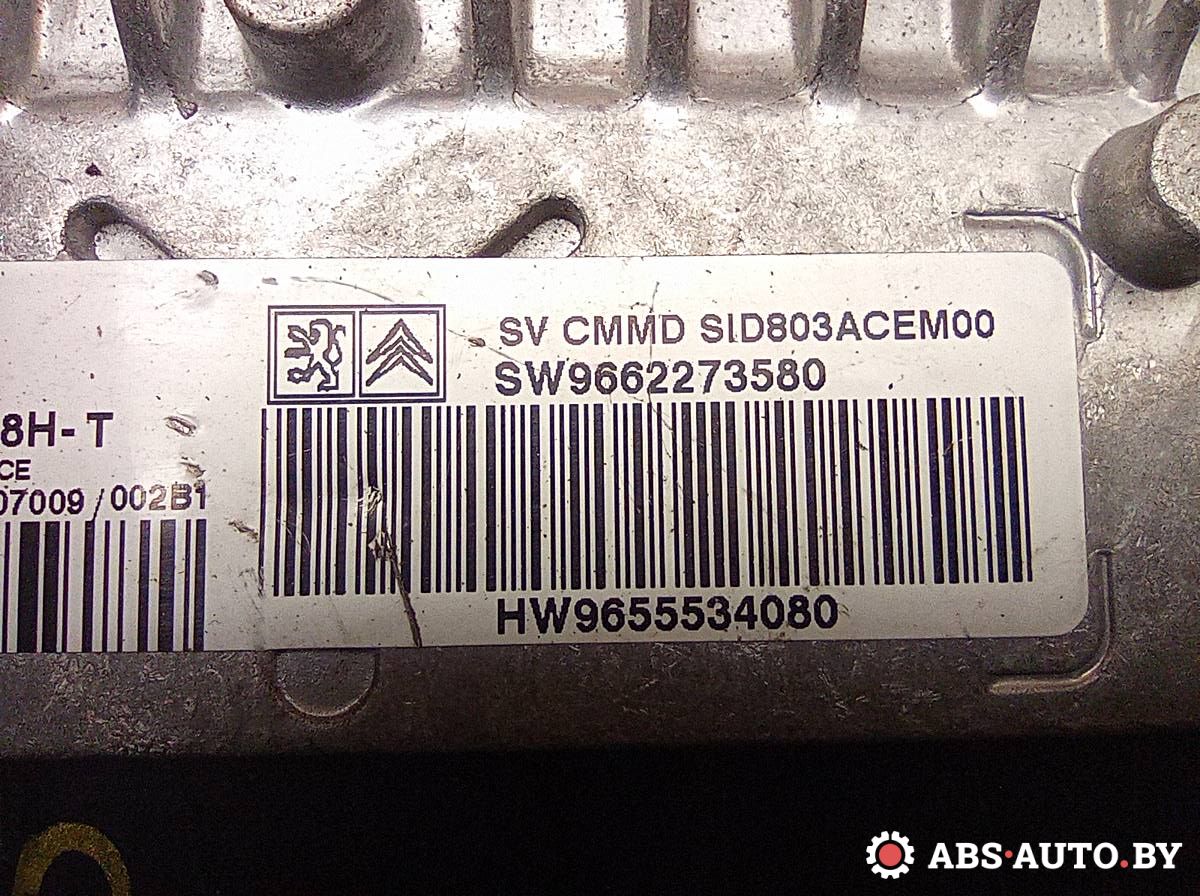 SV CMMD SID803ACEM00
SW9662273580
HW9655534080
8H-T
CE
07009/002B1
ABS·AUTO.BY